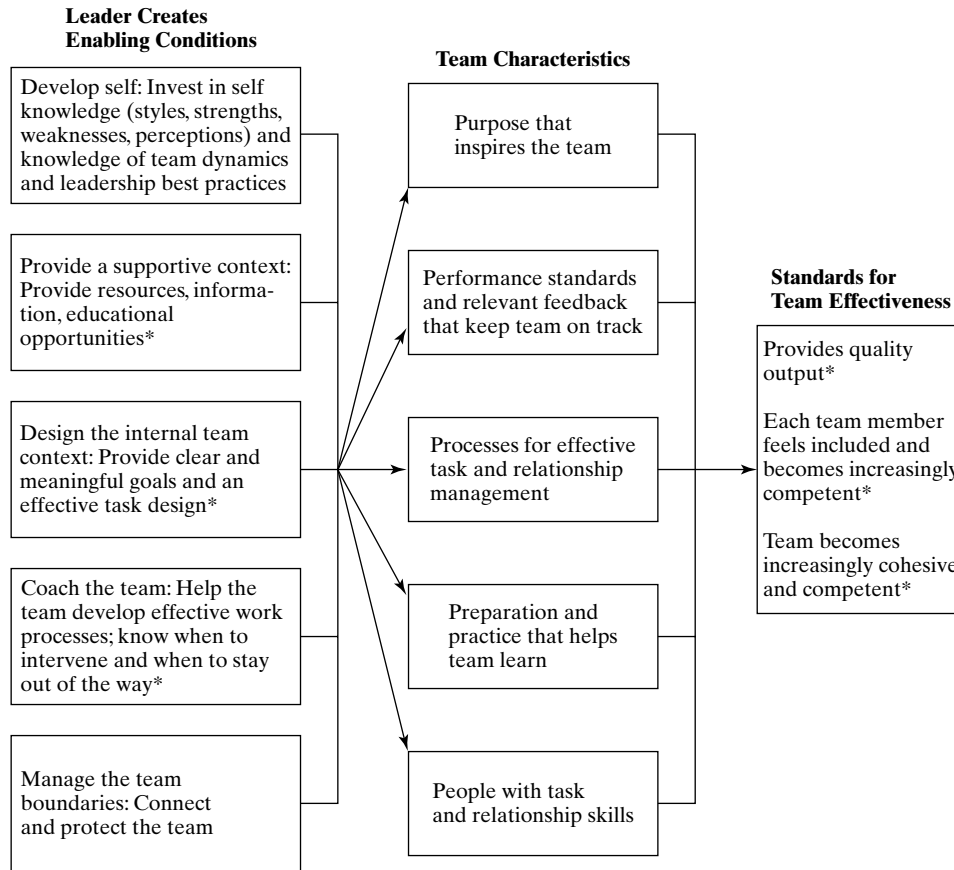 Leader Creates
Enabling Conditions
Develop self: Invest in self
knowledge (styles, strengths,
weaknesses, perceptions) and
knowledge of team dynamics
and leadership best practices
Provide a supportive context:
Provide resources, informa-
tion, educational
opportunities*
Design the internal team
context: Provide clear and
meaningful goals and an
effective task design*
Coach the team: Help the
team develop effective work
processes; know when to
intervene and when to stay
out of the way*
Manage the team
boundaries: Connect
and protect the team
Team Characteristics
Purpose that
inspires the team
Performance standards
and relevant feedback
that keep team on track
Processes for effective
task and relationship
management
Preparation and
practice that helps
team learn
People with task
and relationship skills
Standards for
Team Effectiveness
Provides quality
output*
Each team member
feels included and
becomes increasingly
competent*
Team becomes
increasingly cohesive
and competent*